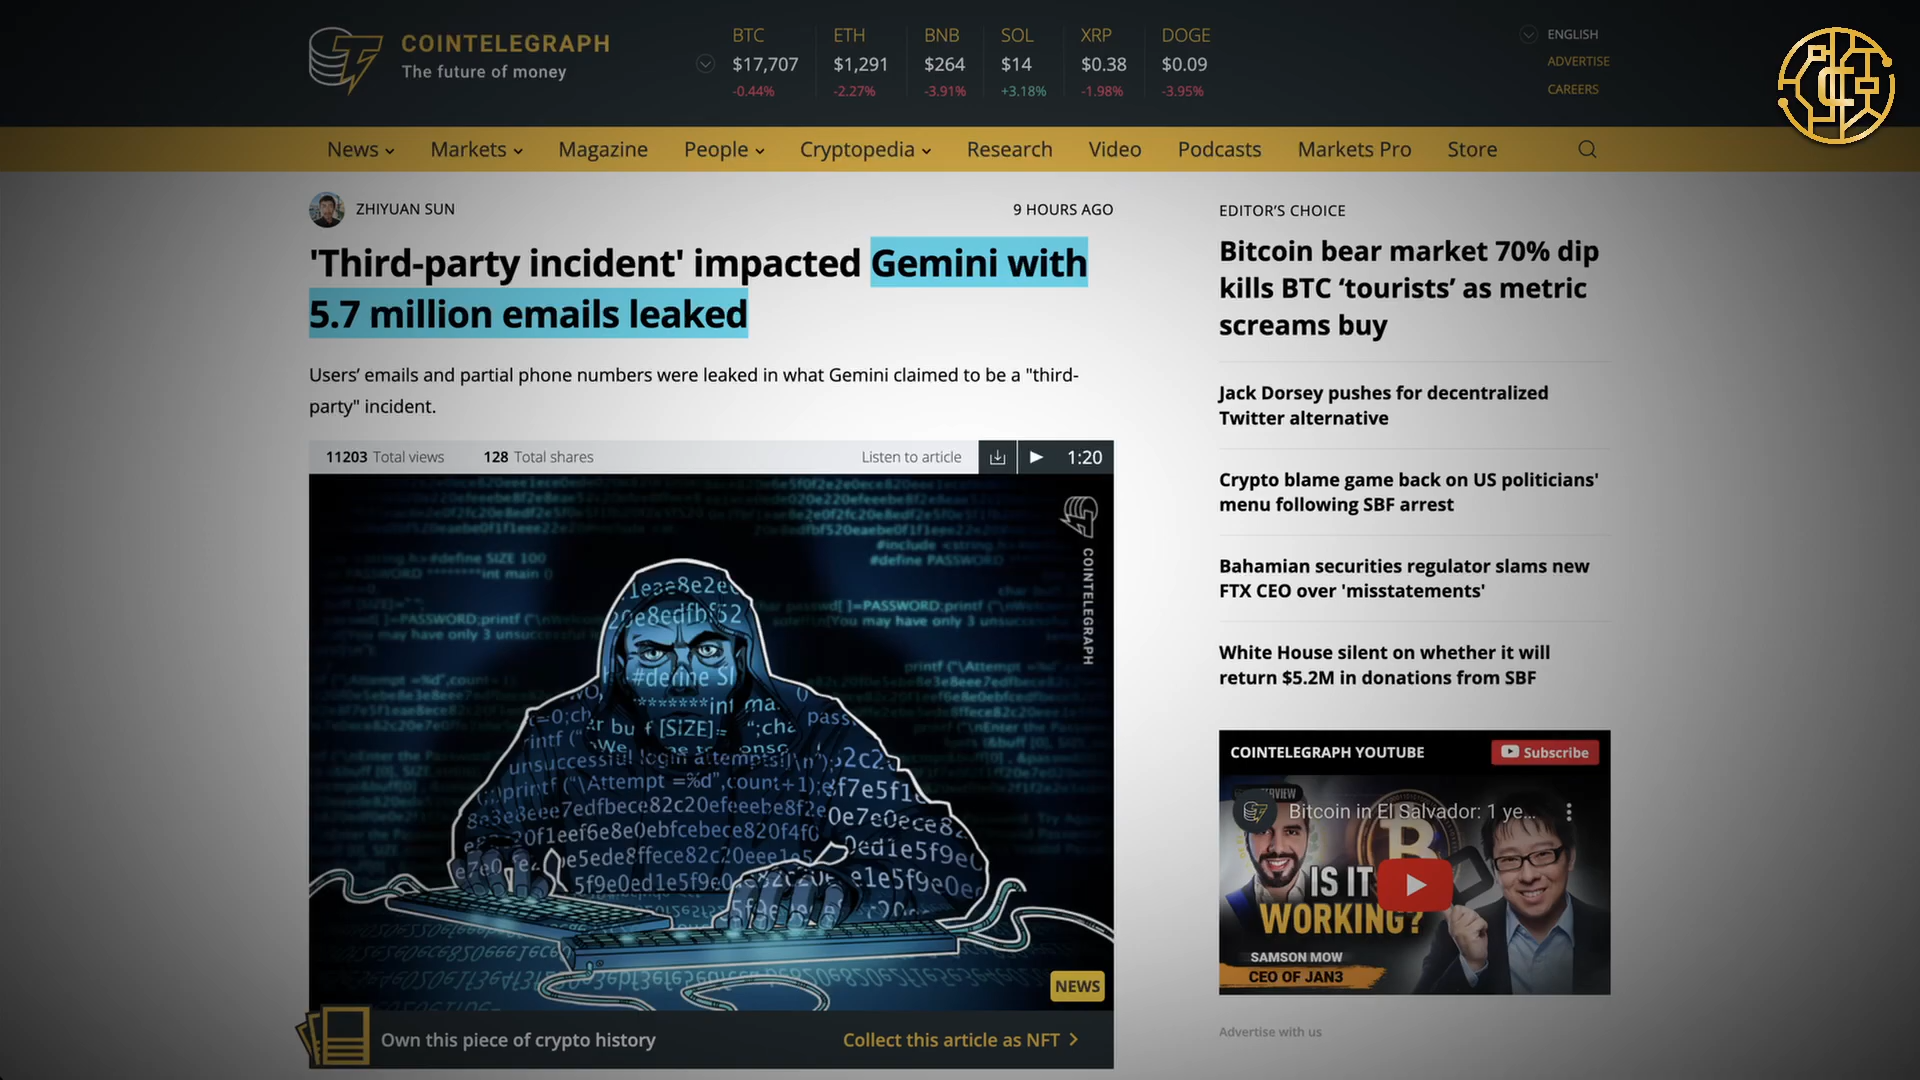 COINTELEGRAPH
The future of money
BTC
$17,707
-0.44%
ETH
$1,291
-2.27%
BNB
$264
-3.91%
SOL
$14
+3.18%
XRP
$0.38
-1.98%
DOGE
$0.09
-3.95%
ENGLISH
ADVERTISE
CAREERS
News
Markets
Magazine
People
Cryptopedia
Research
Video
Podcasts
Markets Pro
Store
ZHIYUAN SUN
9 HOURS AGO
'Third-party incident' impacted Gemini with
5.7 million emails leaked
Users’ emails and partial phone numbers were leaked in what Gemini claimed to be a "third-
party" incident.
11203 Total views
128 Total shares
Listen to article
1:20
COINTELEGRAPH
NEWS
Own this piece of crypto history
Collect this article as NFT
EDITOR’S CHOICE
Bitcoin bear market 70% dip
kills BTC ‘tourists’ as metric
screams buy
Jack Dorsey pushes for decentralized
Twitter alternative
Crypto blame game back on US politicians'
menu following SBF arrest
Bahamian securities regulator slams new
FTX CEO over 'misstatements'
White House silent on whether it will
return $5.2M in donations from SBF
COINTELEGRAPH YOUTUBE
Subscribe
Bitcoin in El Salvador: 1 ye...
IS IT
WORKING?
SAMSON MOW
CEO OF JAN3
Advertise with us